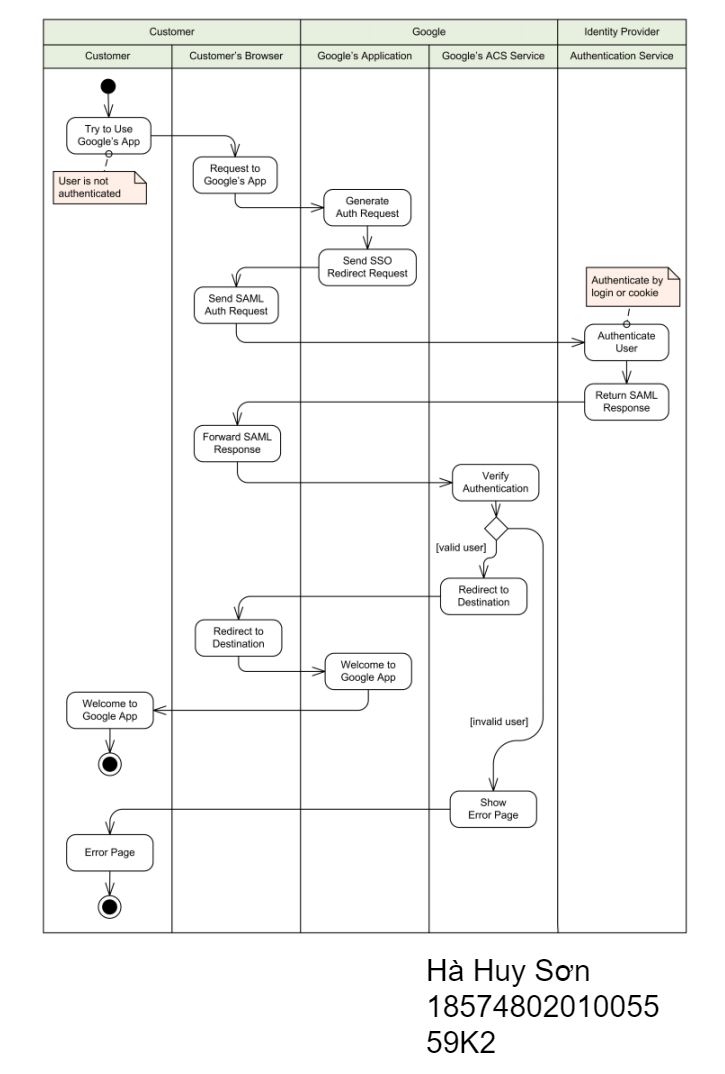 Customer
Google
Identity Provider
Customer
Customer's Browser
Google's Application
Google's ACS Service
Authentication Service
Try to Use
Google's App
User is not
authenticated
Request to
Google's App
Generate
Auth Request
Send SSO
Redirect Request
Send SAML
Auth Request
Authenticate by
login or cookie
Authenticate
User
Return SAML
Response
Forward SAML
Response
Verify
Authentication
[valid user]
Redirect to
Destination
Redirect to
Destination
Welcome to
Google App
Welcome to
Google App
[invalid user]
Show
Error Page
Error Page
Hà Huy Sơn
18574802010055
59K2